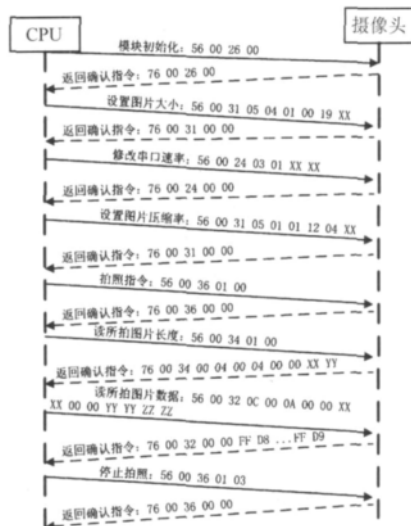 CPU
摄像头
模块初始化：56 00 26 00
返回确认指令：76 00 26 00
设置图片大小：56 00 31 05 04 01 00 19 XX
返回确认指令：76 00 31 00 00
修改串口速率：56 00 24 03 01 XX XX
返回确认指令：76 00 24 00 00
设置图片压缩率：56 00 31 05 01 01 12 04 XX
返回确认指令：76 00 31 00 00
拍照指令：56 00 36 01 00
返回确认指令：76 00 36 00 00
读所拍图片长度：56 00 34 01 00
返回确认指令：76 00 34 00 04 00 04 00 00 XX YY
读所拍图片数据：56 00 32 0C 00 0A 00 00 XX
XX 00 00 YY YY ZZ ZZ
返回确认指令：76 00 32 00 00 FF D8 ...FF D9
停止拍照：56 00 36 01 03
返回确认指令：76 00 36 00 00